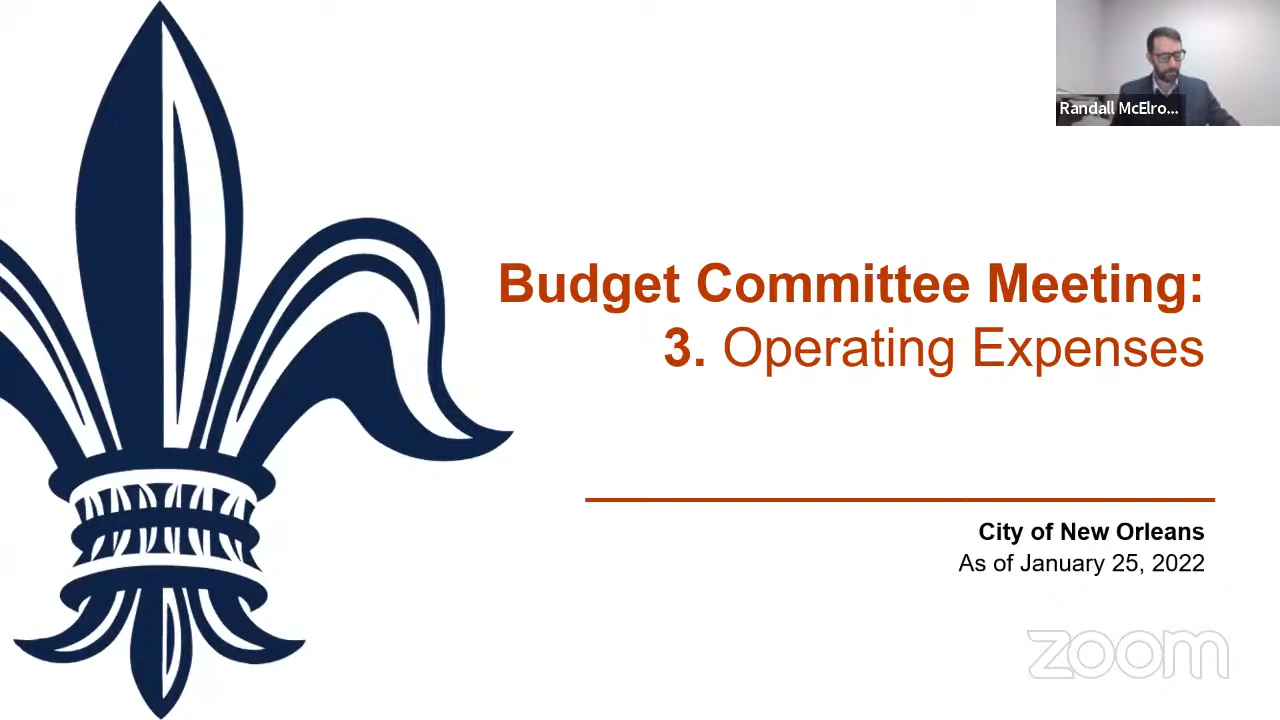 Randall McElro...
Budget Committee Meeting:
3. Operating Expenses
City of New Orleans
As of January 25, 2022
zoom